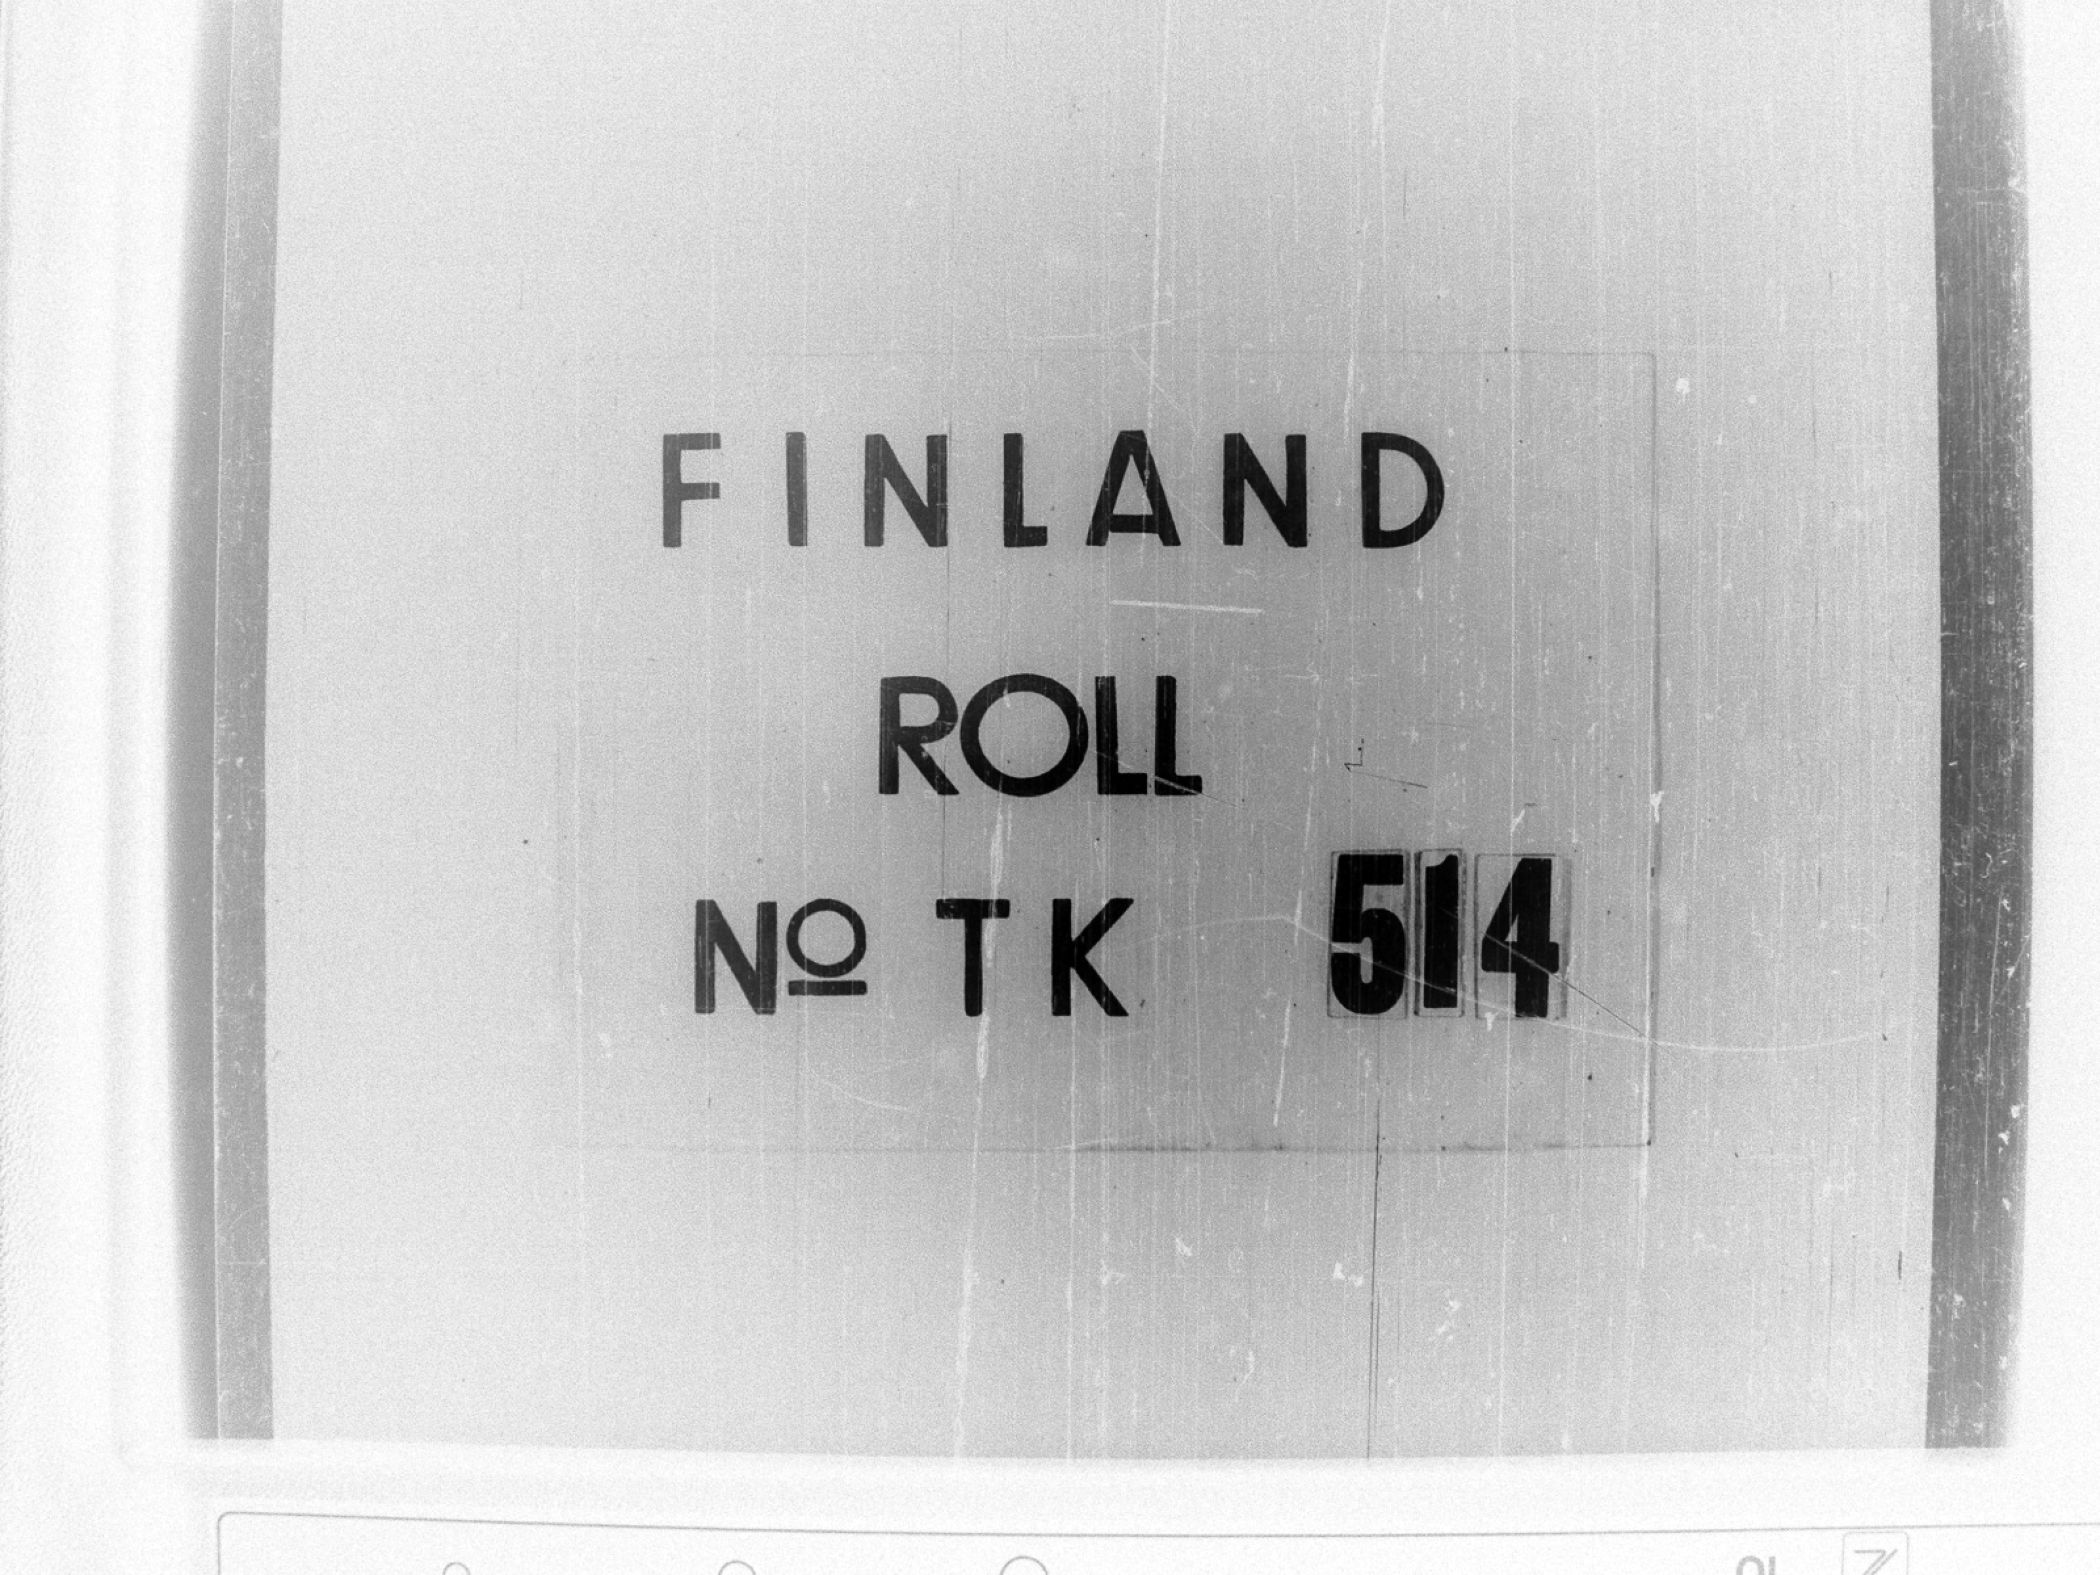 FINLAND
ROLL
Nº TK 514